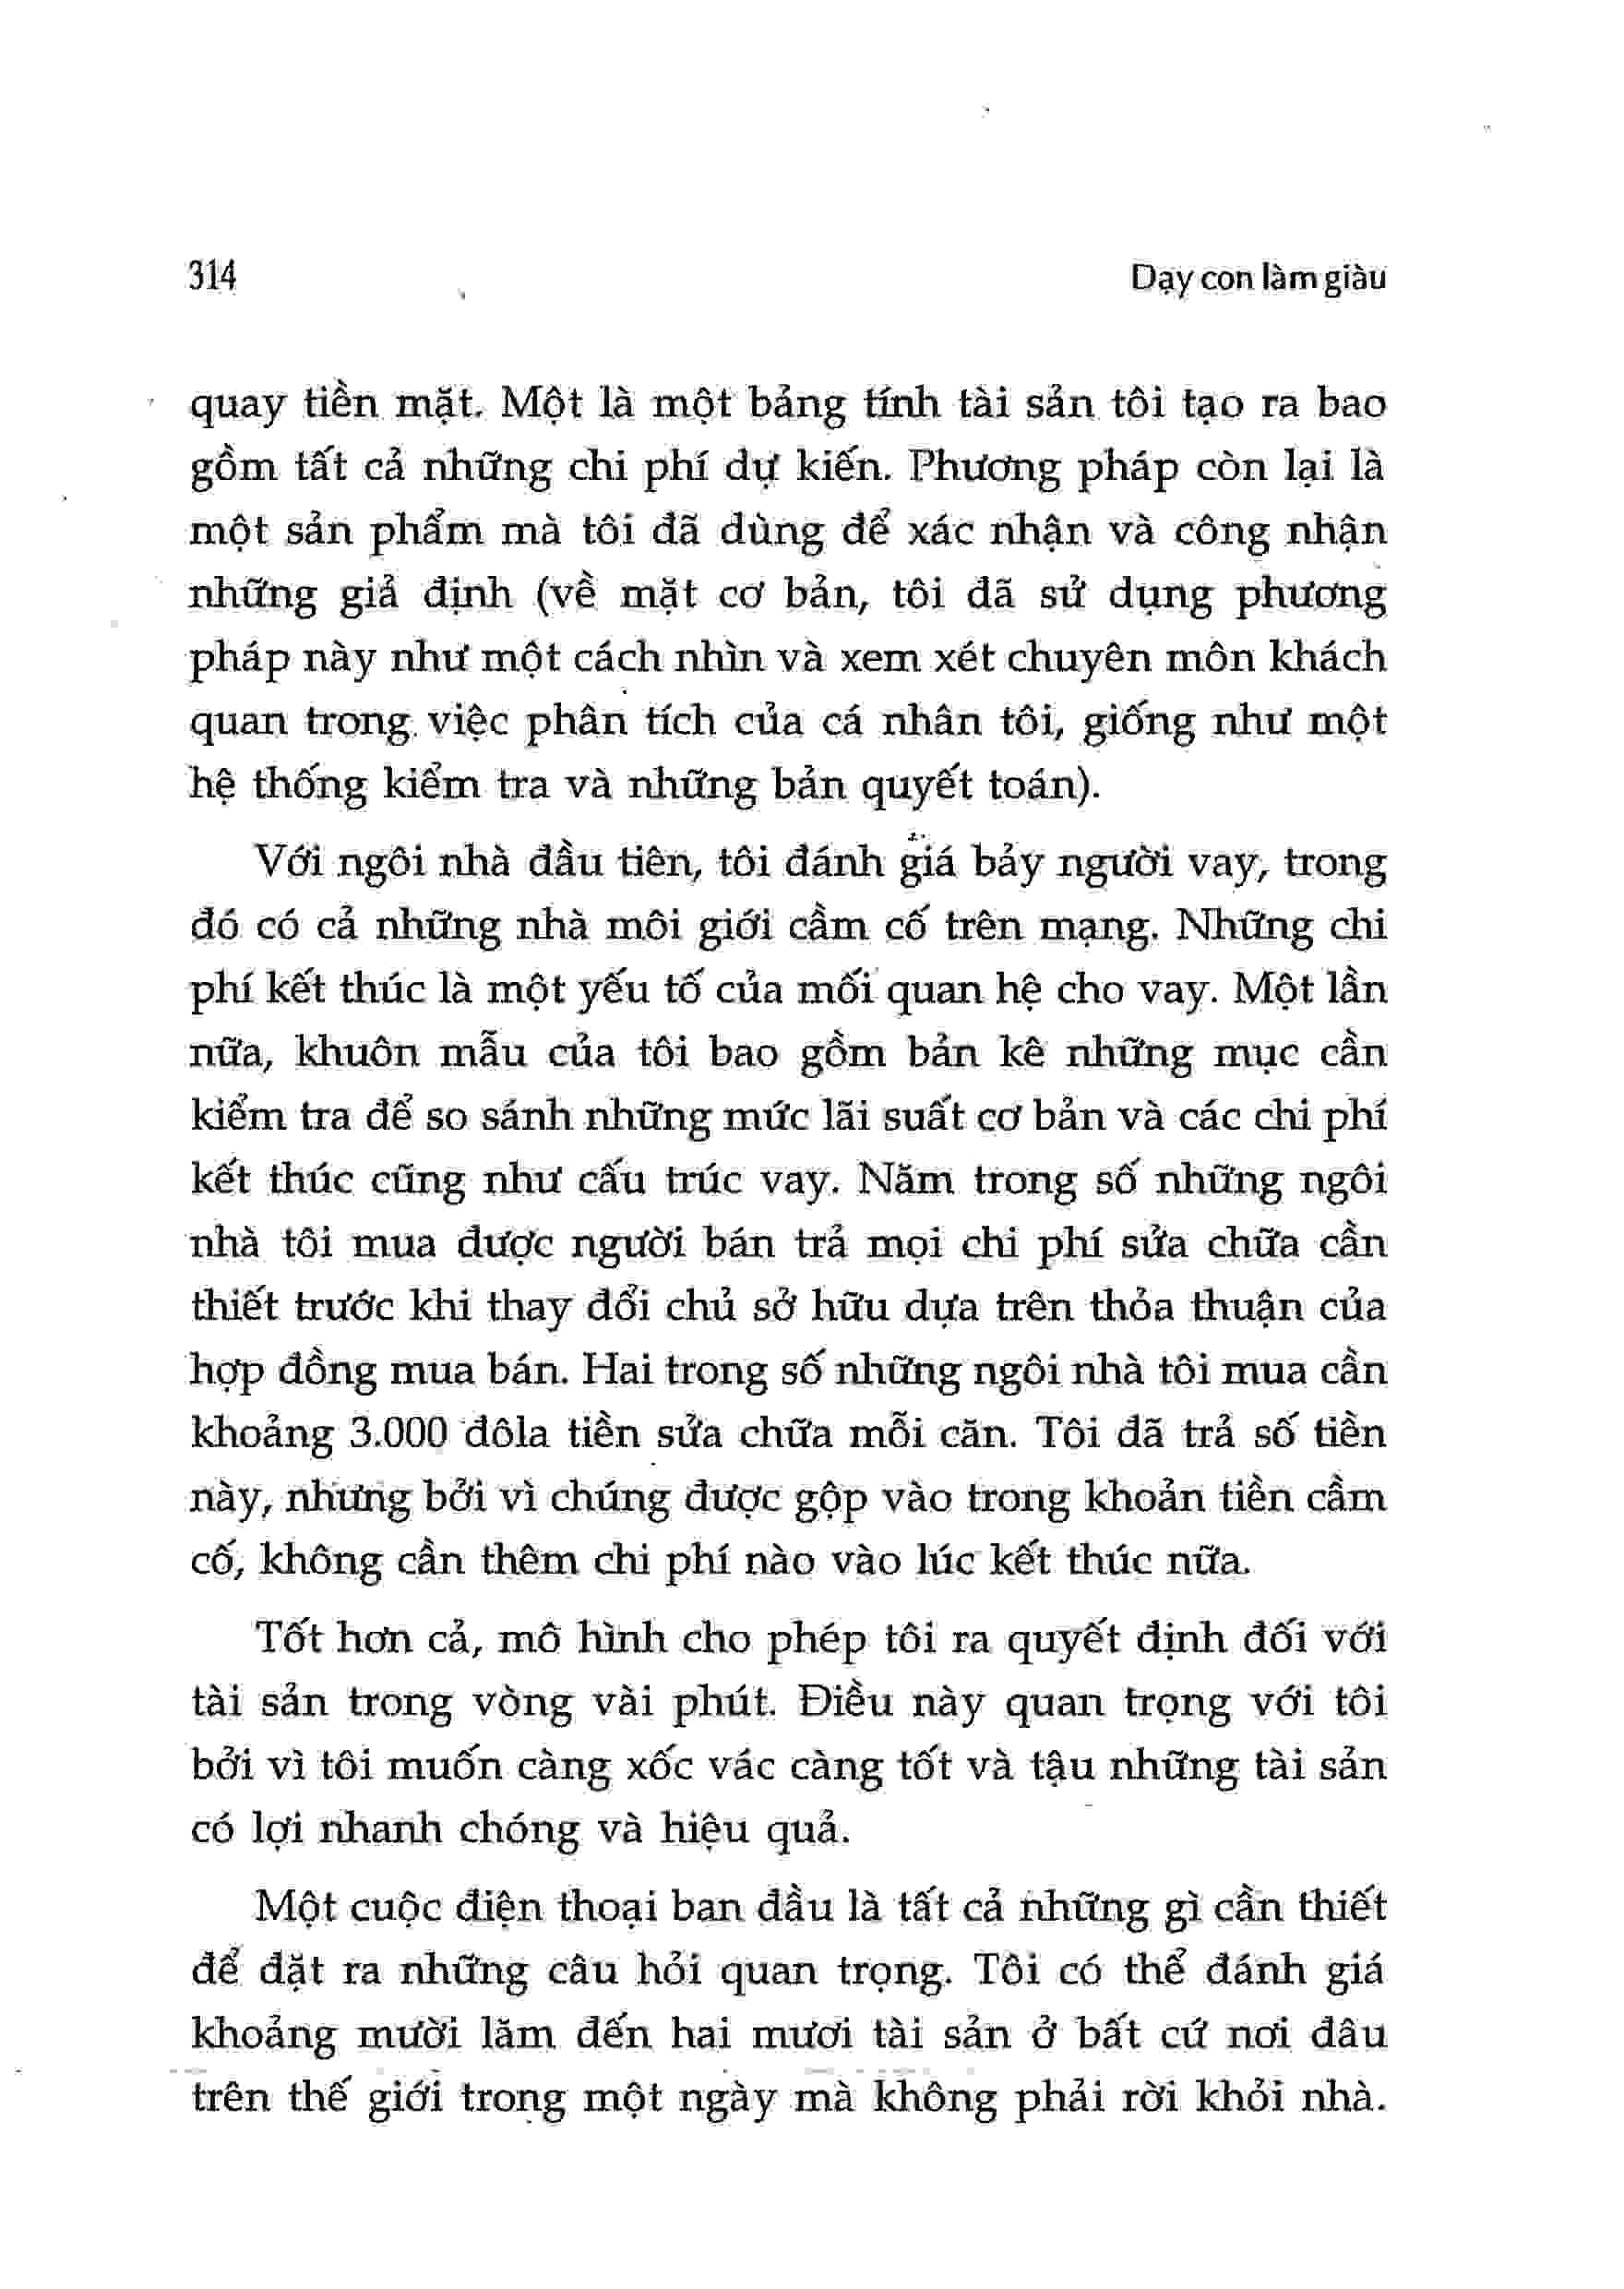 314
Dạy con làm giàu
quay tiền mặt. Một là một bảng tính tài sản tôi tạo ra bao
gồm tất cả những chi phí dự kiến. Phương pháp còn lại là
một sản phẩm mà tôi đã dùng để xác nhận và công nhận
những giả định (về mặt cơ bản, tôi đã sử dụng phương
pháp này như một cách nhìn và xem xét chuyên môn khách
quan trong việc phân tích của cá nhân tôi, giống như một
hệ thống kiểm tra và những bản quyết toán).
Với ngôi nhà đầu tiên, tôi đánh giá bảy người vay, trong
đó có cả những nhà môi giới cầm cố trên mạng. Những chi
phí kết thúc là một yếu tố của mối quan hệ cho vay. Một lần
nữa, khuôn mẫu của tôi bao gồm bản kê những mục cần
kiểm tra để so sánh những mức lãi suất cơ bản và các chi phí
kết thúc cũng như cấu trúc vay. Năm trong số những ngôi
nhà tôi mua được người bán trả mọi chi phí sửa chữa cần
thiết trước khi thay đổi chủ sở hữu dựa trên thỏa thuận của
hợp đồng mua bán. Hai trong số những ngôi nhà tôi mua cần
khoảng 3.000 đôla tiền sửa chữa mỗi căn. Tôi đã trả số tiền
này, nhưng bởi vì chúng được gộp vào trong khoản tiền cầm
cố, không cần thêm chi phí nào vào lúc kết thúc nữa.
Tốt hơn cả, mô hình cho phép tôi ra quyết định đối với
tài sản trong vòng vài phút. Điều này quan trọng với tôi
bởi vì tôi muốn càng xốc vác càng tốt và tậu những tài sản
có lợi nhanh chóng và hiệu quả.
Một cuộc điện thoại ban đầu là tất cả những gì cần thiết
để đặt ra những câu hỏi quan trọng. Tôi có thể đánh giá
khoảng mười lăm đến hai mươi tài sản ở bất cứ nơi đâu
trên thế giới trong một ngày mà không phải rời khỏi nhà.